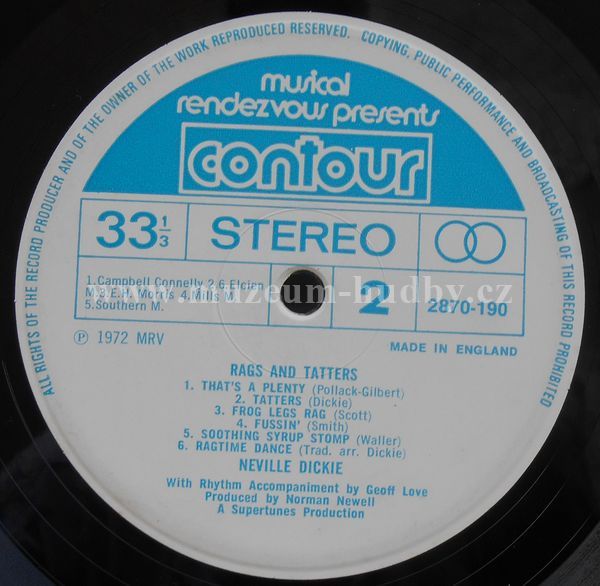 ALL RIGHTS OF THE RECORD PRODUCER AND OF THE OWNER OF THE WORK REPRODUCED RESERVED. COPYING, PUBLIC PERFORMANCE AND BROADCASTING OF THIS RECORD PROHIBITED
musical
rendezvous presents
contour
33 1/3 STEREO
1.Campbell Connelly 2.6.Elcien
M.3.E.H. Morris 4.Mills M.
5.Southern M.
2
2870-190
www.muzeum-hudby.cz
Ⓟ 1972 MRV
MADE IN ENGLAND
RAGS AND TATTERS
1. THAT'S A PLENTY (Pollack-Gilbert)
2. TATTERS (Dickie)
3. FROG LEGS RAG (Scott)
4. FUSSIN' (Smith)
5. SOOTHING SYRUP STOMP (Waller)
6. RAGTIME DANCE (Trad. arr. Dickie)
NEVILLE DICKIE
With Rhythm Accompaniment by Geoff Love
Produced by Norman Newell
A Supertunes Production